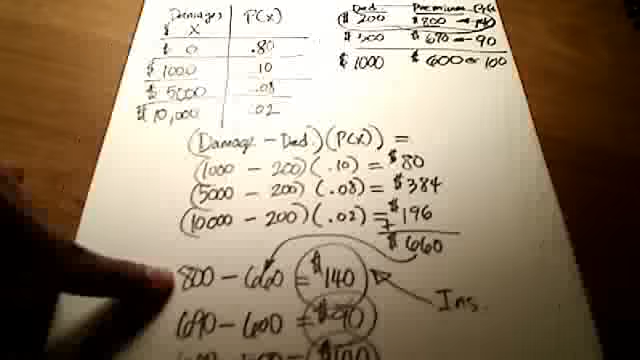 Damages P(X)
$ X
$ 0 .80
$ 1000 .10
$ 5000 .08
$ 10,000 .02
Ded. Premium
$ 200 $ 800
$ 500 $ 690 90
$ 1000 $ 600 or 100
(Damage - Ded.)(P(X)) =
(1000 - 200)(.10) = $80
(5000 - 200)(.08) = $384
(10000 - 200)(.02) = $196
+
$660
800 - 660 = $140
Ins.
690 - 600 = $90